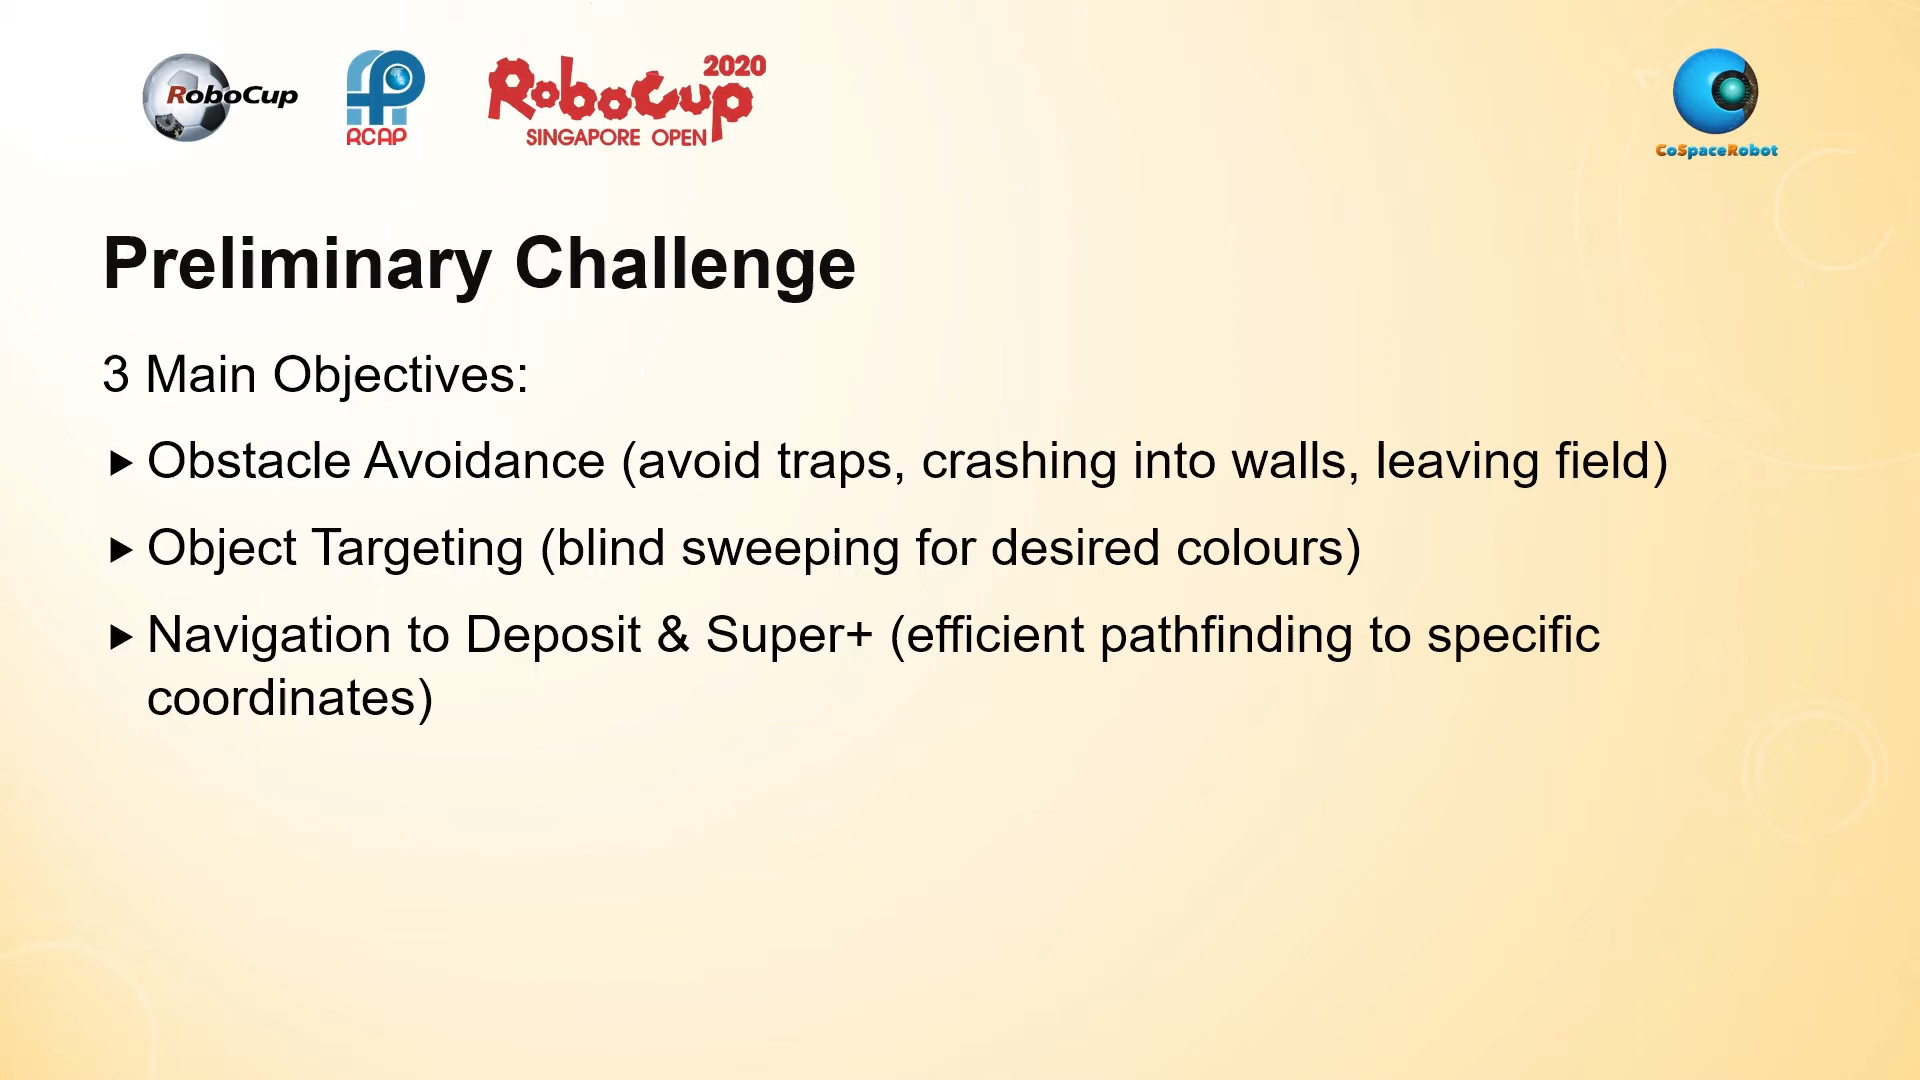 RoboCup
RCAP
RoboCup 2020
SINGAPORE OPEN
CoSpaceRobot
Preliminary Challenge
3 Main Objectives:
Obstacle Avoidance (avoid traps, crashing into walls, leaving field)
Object Targeting (blind sweeping for desired colours)
Navigation to Deposit & Super+ (efficient pathfinding to specific
coordinates)